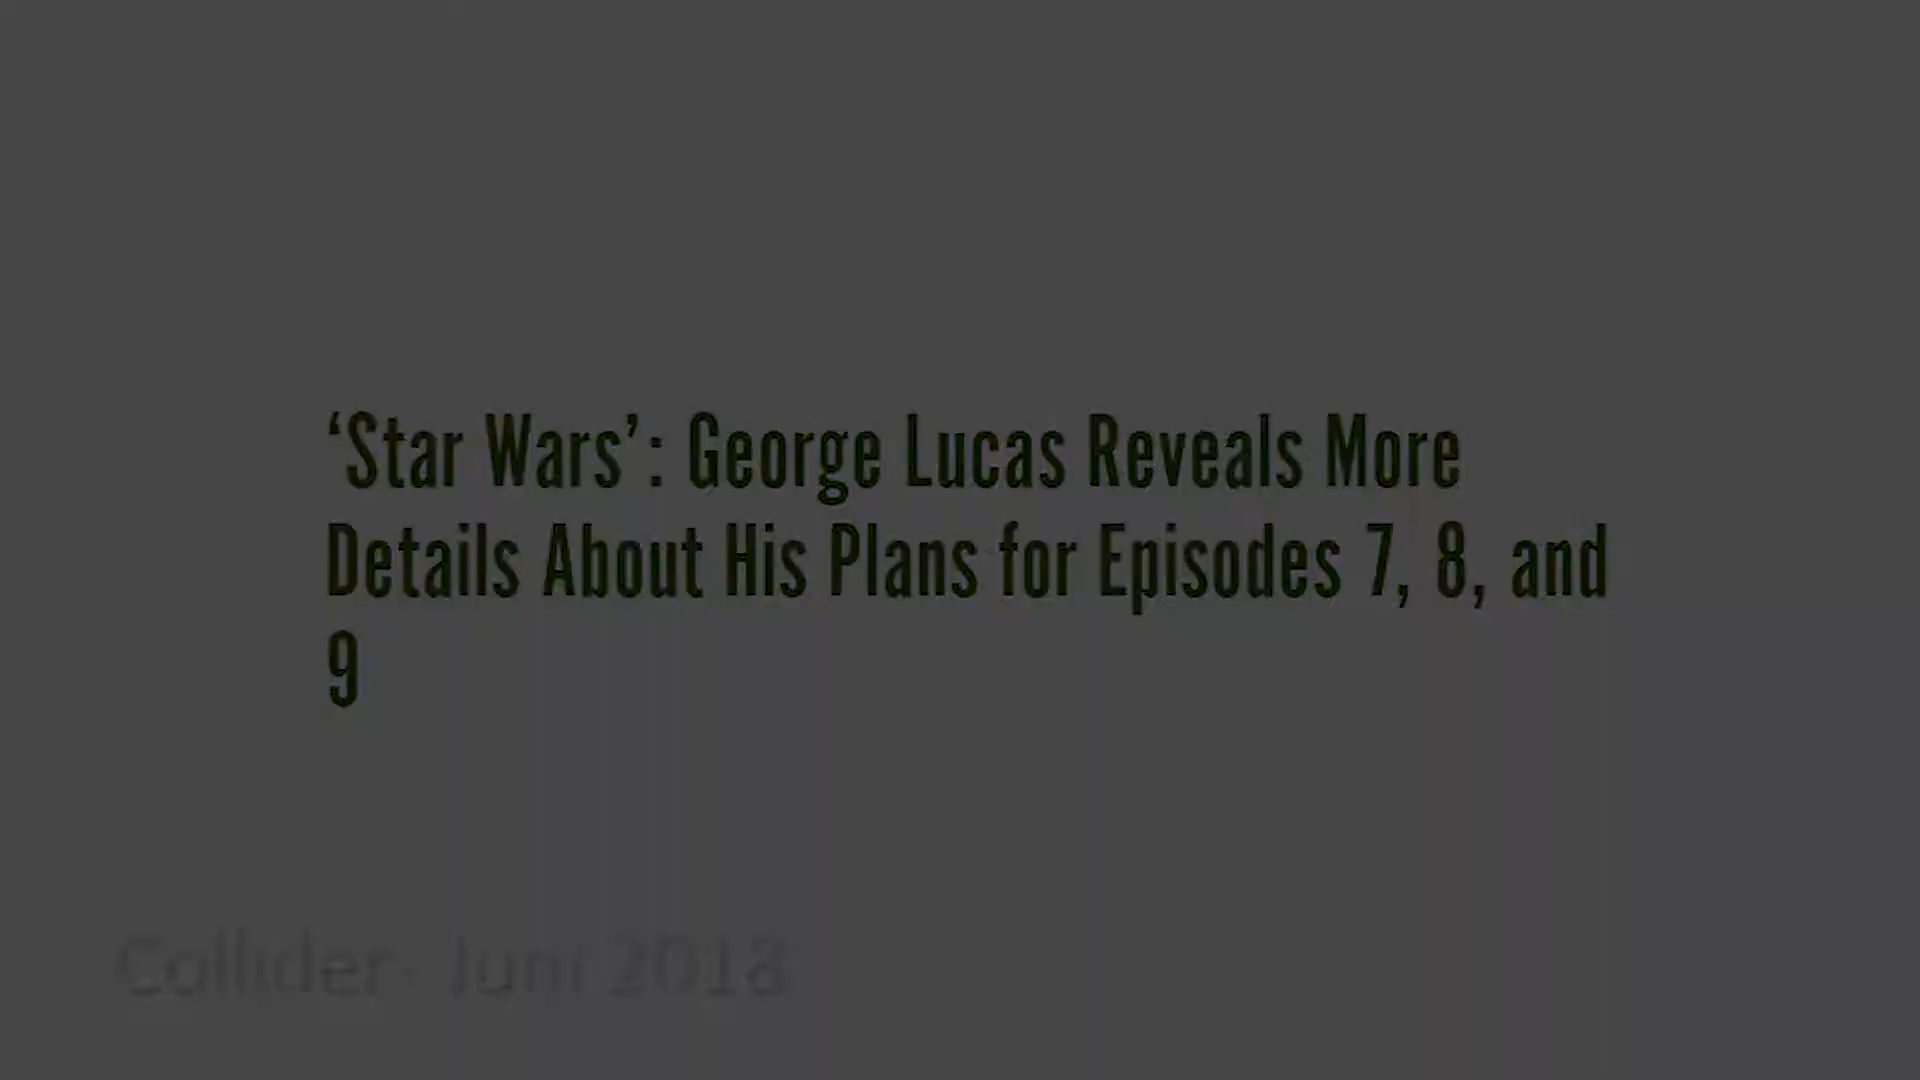 ‘Star Wars’: George Lucas Reveals More
Details About His Plans for Episodes 7, 8, and
9
Collider- Juni 2018